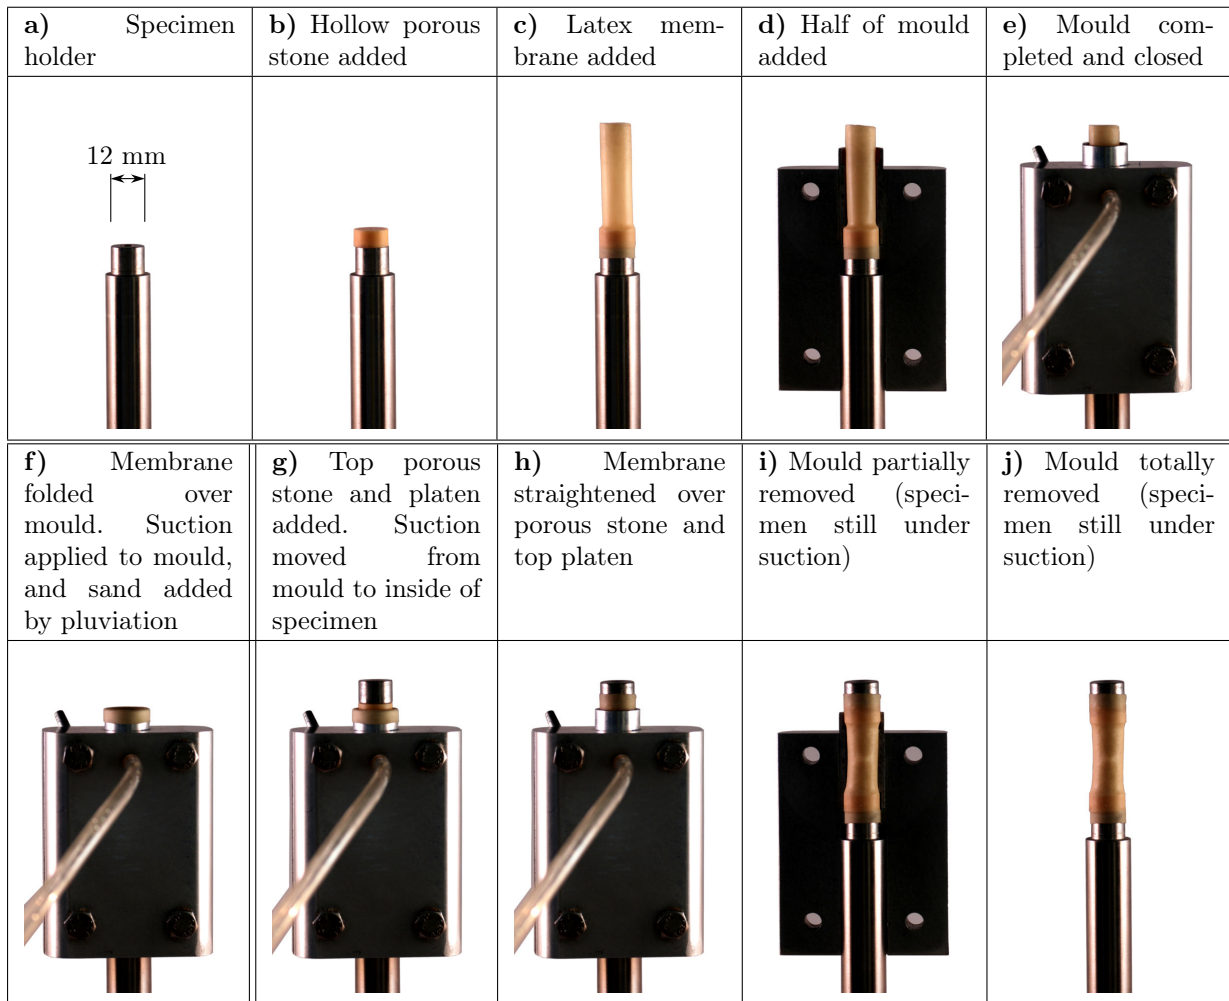 a) Specimen
holder
b) Hollow porous
stone added
c) Latex mem-
brane added
d) Half of mould
added
e) Mould com-
pleted and closed
12 mm
f) Membrane
folded over
mould. Suction
applied to mould,
and sand added
by pluviation
g) Top porous
stone and platen
added. Suction
moved from
mould to inside of
specimen
h) Membrane
straightened over
porous stone and
top platen
i) Mould partially
removed (speci-
men still under
suction)
j) Mould totally
removed (speci-
men still under
suction)